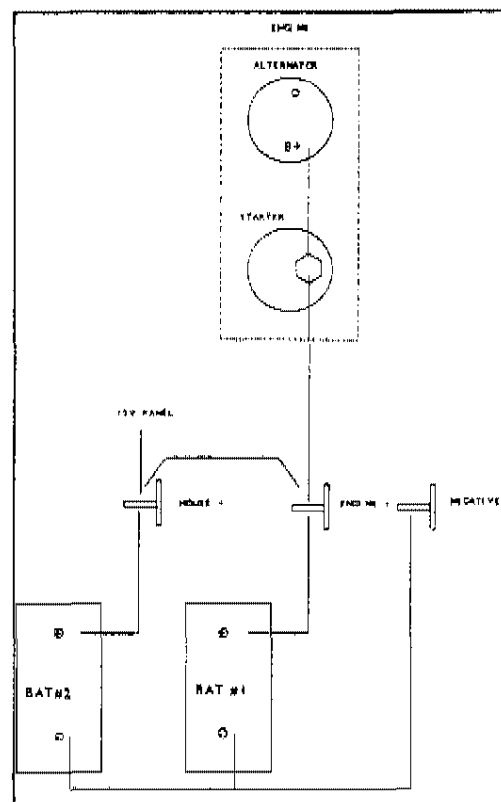 ENGINE
ALTERNATOR
B+
STARTER
12V PANEL
HOUSE +
ENGINE +
NEGATIVE
BAT#2
BAT #1